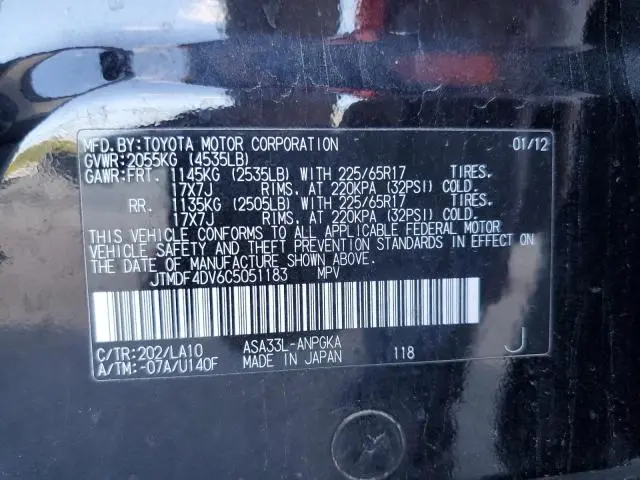 MFD.BY:TOYOTA MOTOR CORPORATION 01/12
GVWR:2055KG (4535LB)
GAWR:FRT. 1145KG (2535LB) WITH 225/65R17 TIRES.
17X7J RIMS. AT 220KPA (32PSI) COLD.
RR. 1135KG (2505LB) WITH 225/65R17 TIRES.
17X7J RIMS. AT 220KPA (32PSI) COLD.
THIS VEHICLE CONFORMS TO ALL APPLICABLE FEDERAL MOTOR
VEHICLE SAFETY AND THEFT PREVENTION STANDARDS IN EFFECT ON
THE DATE OF MANUFACTURE SHOWN ABOVE.
JTMDF4DV6C5051183 MPV
C/TR:202/LA10 ASA33L-ANPGKA
A/TM:-07A/U140F MADE IN JAPAN 118 J